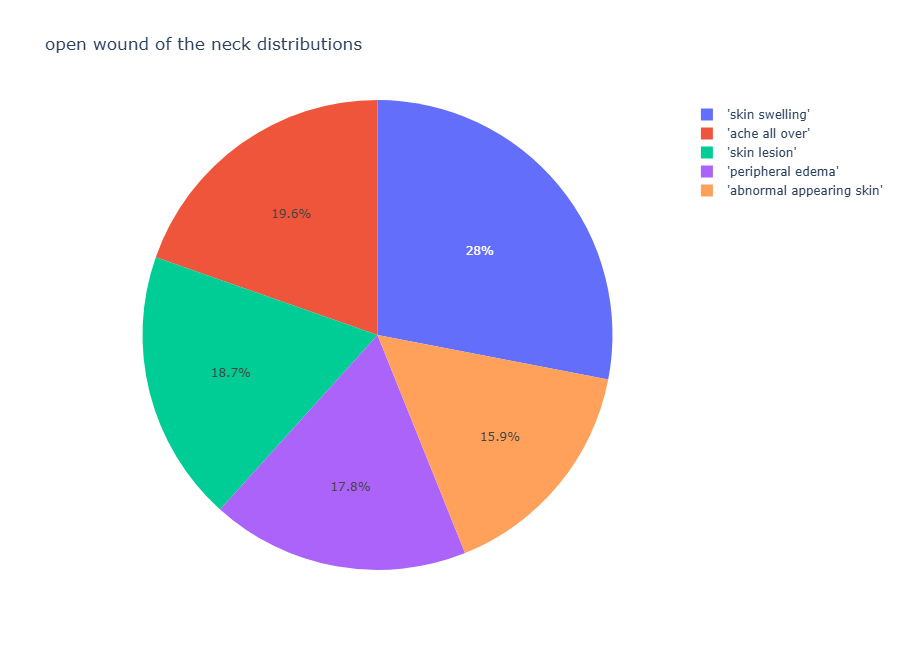 open wound of the neck distributions
'skin swelling'
'ache all over'
'skin lesion'
'peripheral edema'
'abnormal appearing skin'
19.6%
28%
18.7%
15.9%
17.8%